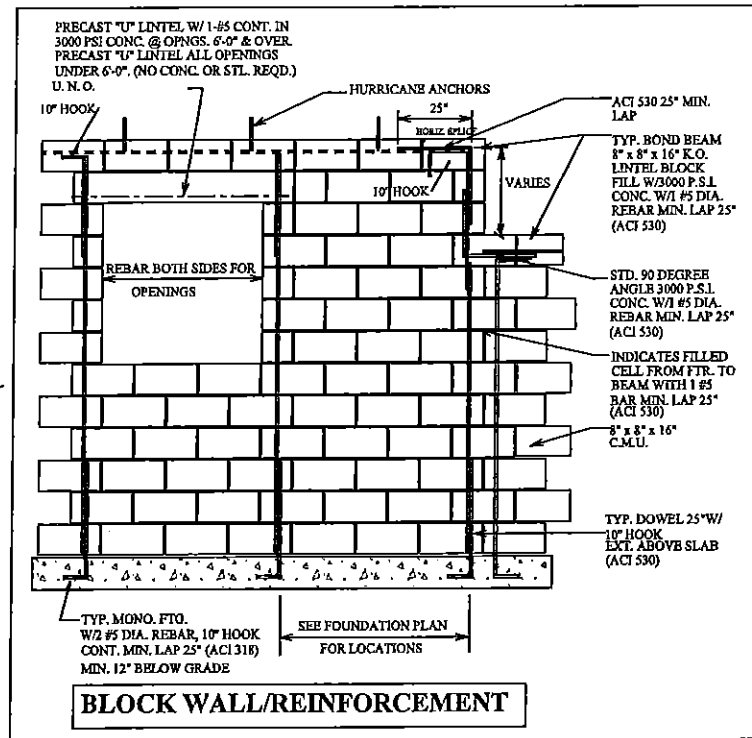 PRECAST "U" LINTEL W/ 1-#5 CONT. IN
3000 PSI CONC. @ OPNGS. 6'-0" & OVER.
PRECAST "U" LINTEL ALL OPENINGS
UNDER 6'-0". (NO CONC. OR STL. REQD.)
U. N. O.
10" HOOK
HURRICANE ANCHORS
25"
HORIZ. SPLICE
10" HOOK
VARIES
ACI 530 25" MIN.
LAP
TYP. BOND BEAM
8" x 8" x 16" K.O.
LINTEL BLOCK
FILL W/3000 P.S.I.
CONC. W/1 #5 DIA.
REBAR MIN. LAP 25"
(ACI 530)
REBAR BOTH SIDES FOR
OPENINGS
STD. 90 DEGREE
ANGLE 3000 P.S.I.
CONC. W/1 #5 DIA.
REBAR MIN. LAP 25"
(ACI 530)
INDICATES FILLED
CELL FROM FTR. TO
BEAM WITH 1 #5
BAR MIN. LAP 25"
(ACI 530)
8" x 8" x 16"
C.M.U.
TYP. DOWEL 25"W/
10" HOOK
EXT. ABOVE SLAB
(ACI 530)
TYP. MONO. FTG.
W/2 #5 DIA. REBAR, 10" HOOK
CONT. MIN. LAP 25" (ACI 318)
MIN. 12" BELOW GRADE
SEE FOUNDATION PLAN
FOR LOCATIONS
BLOCK WALL/REINFORCEMENT